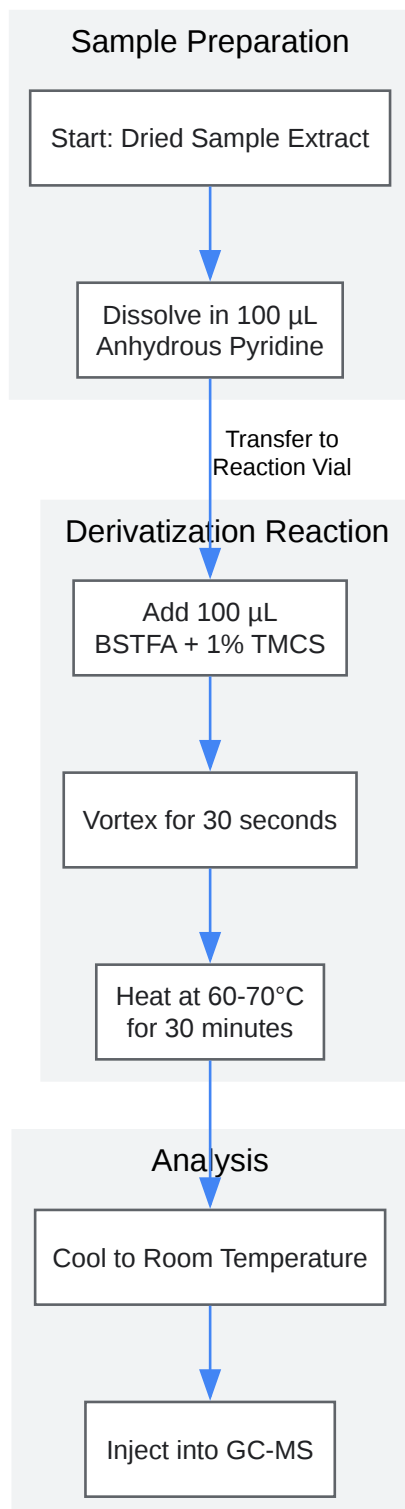 Sample Preparation
Start: Dried Sample Extract
Dissolve in 100 µL
Anhydrous Pyridine
Transfer to
Reaction Vial
Derivatization Reaction
Add 100 µL
BSTFA + 1% TMCS
Vortex for 30 seconds
Heat at 60-70°C
for 30 minutes
Analysis
Cool to Room Temperature
Inject into GC-MS